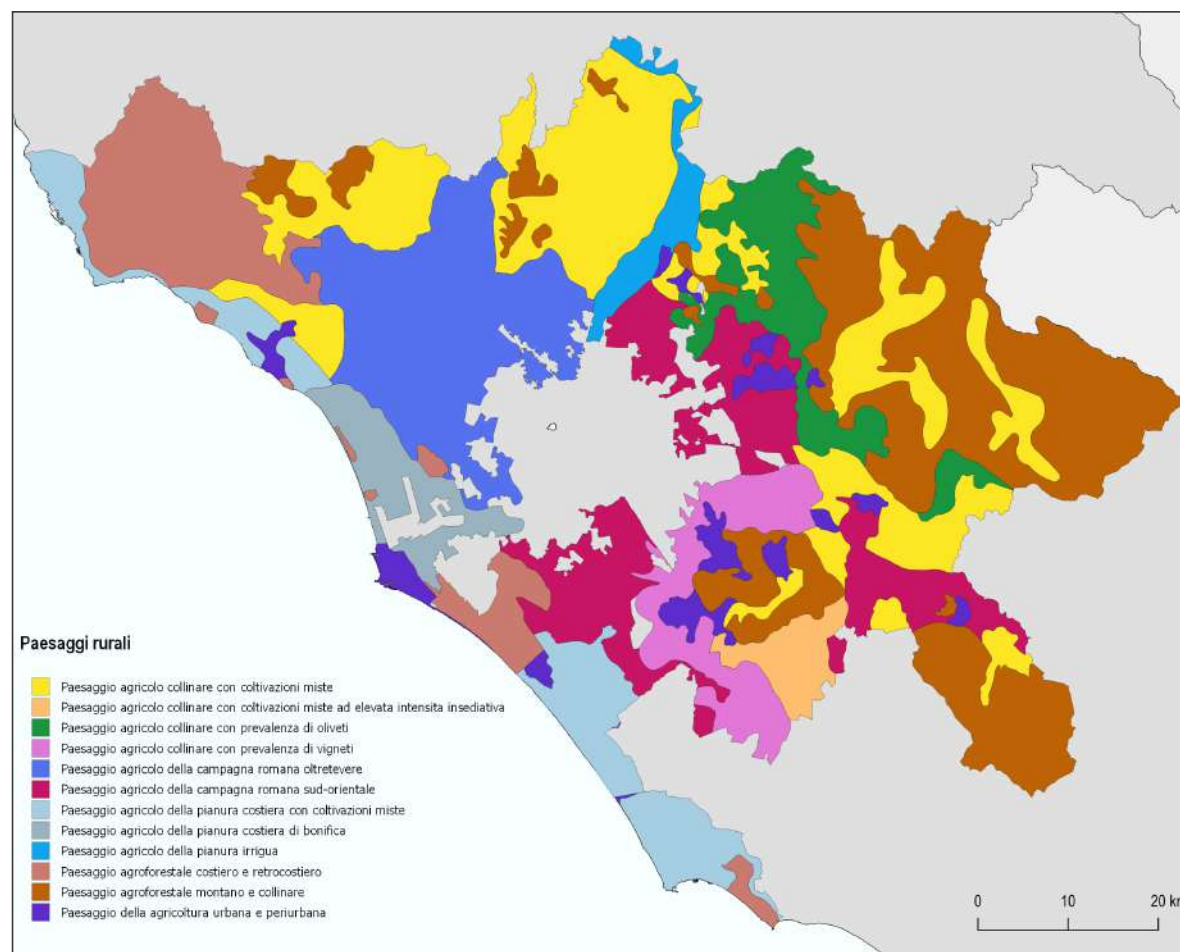 Paesaggi rurali
Paesaggio agricolo collinare con coltivazioni miste
Paesaggio agricolo collinare con coltivazioni miste ad elevata intensita insediativa
Paesaggio agricolo collinare con prevalenza di oliveti
Paesaggio agricolo collinare con prevalenza di vigneti
Paesaggio agricolo della campagna romana oltretevere
Paesaggio agricolo della campagna romana sud-orientale
Paesaggio agricolo della pianura costiera con coltivazioni miste
Paesaggio agricolo della pianura costiera di bonifica
Paesaggio agricolo della pianura irrigua
Paesaggio agroforestale costiero e retrocostiero
Paesaggio agroforestale montano e collinare
Paesaggio della agricoltura urbana e periurbana
0 10 20 km